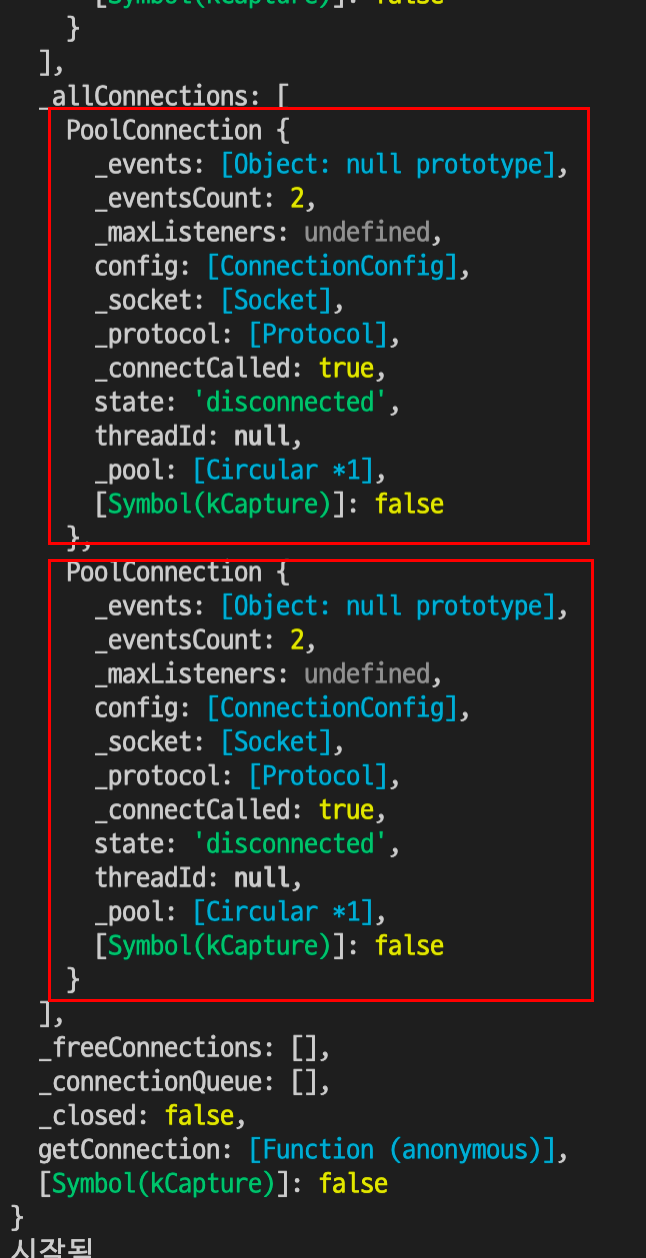 [Symbol(kCapture)]: false
}
],
_allConnections: [
PoolConnection {
_events: [Object: null prototype],
_eventsCount: 2,
_maxListeners: undefined,
config: [ConnectionConfig],
_socket: [Socket],
_protocol: [Protocol],
_connectCalled: true,
state: 'disconnected',
threadId: null,
_pool: [Circular *1],
[Symbol(kCapture)]: false
},
PoolConnection {
_events: [Object: null prototype],
_eventsCount: 2,
_maxListeners: undefined,
config: [ConnectionConfig],
_socket: [Socket],
_protocol: [Protocol],
_connectCalled: true,
state: 'disconnected',
threadId: null,
_pool: [Circular *1],
[Symbol(kCapture)]: false
}
],
_freeConnections: [],
_connectionQueue: [],
_closed: false,
getConnection: [Function (anonymous)],
[Symbol(kCapture)]: false
}
시작됨